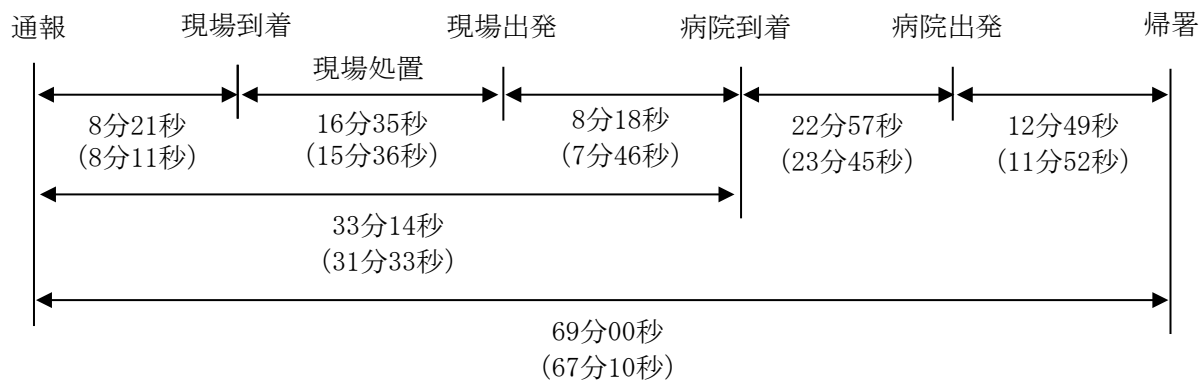 通報 現場到着 現場出発 病院到着 病院出発 帰署
現場処置
8分21秒 16分35秒 8分18秒 22分57秒 12分49秒
(8分11秒) (15分36秒) (7分46秒) (23分45秒) (11分52秒)
33分14秒
(31分33秒)
69分00秒
(67分10秒)